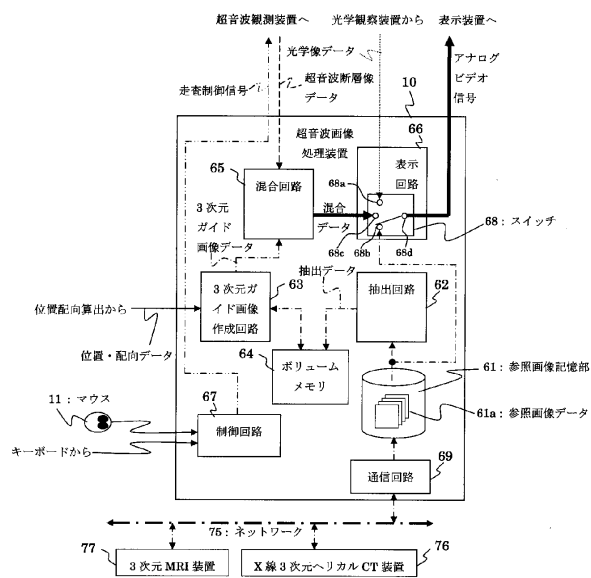 超音波観測装置へ
光学観察装置から
表示装置へ
光学像データ
アナログ
ビデオ
信号
走査制御信号
超音波断層像
データ
10
超音波画像
処理装置
66
表示
回路
65
混合回路
68a
3次元
ガイド
画像データ
混合
データ
68c
68b
68d
68：スイッチ
抽出データ
3次元ガ
イド画像
作成回路
63
抽出回路
62
位置配向算出から
位置・配向データ
64
ボリューム
メモリ
61：参照画像記憶部
61a：参照画像データ
11：マウス
67
制御回路
キーボードから
通信回路
69
75：ネットワーク
77
3次元MRI装置
X線3次元ヘリカルCT装置
76